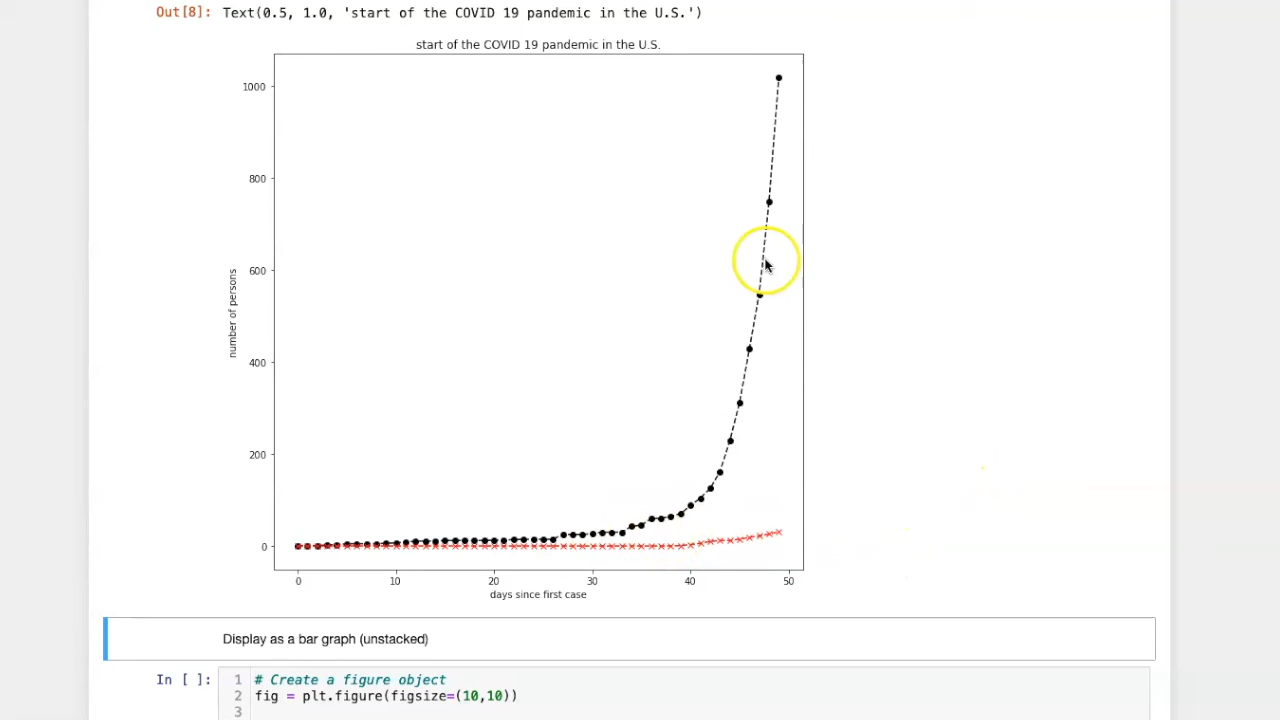 Out[8]: Text(0.5, 1.0, 'start of the COVID 19 pandemic in the U.S.')
start of the COVID 19 pandemic in the U.S.
1000
800
600
400
200
0
number of persons
0 10 20 30 40 50
days since first case
Display as a bar graph (unstacked)
In [ ]: 1 # Create a figure object
2 fig = plt.figure(figsize=(10,10))
3